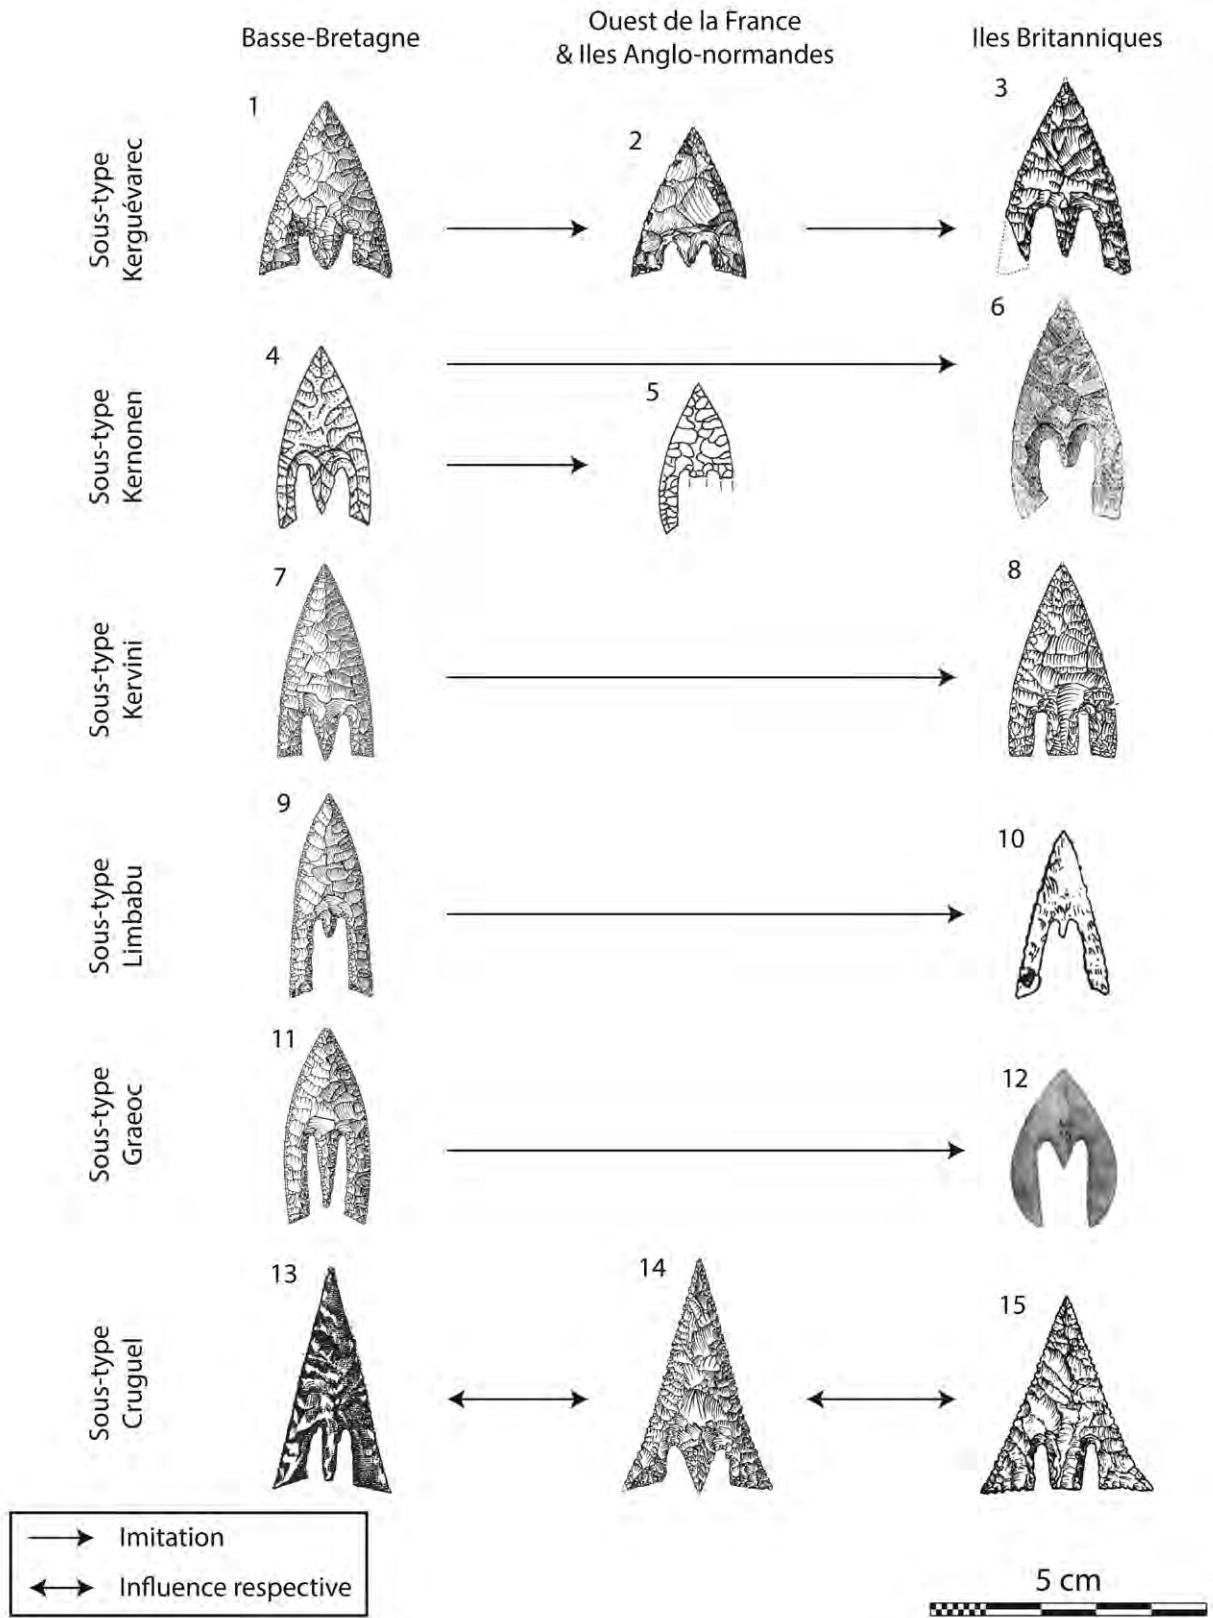 Basse-Bretagne
Ouest de la France
& Iles Anglo-normandes
Iles Britanniques
Sous-type
Kerguévarec
1
2
3
Sous-type
Kernonen
4
5
6
Sous-type
Kervini
7
8
Sous-type
Limbabu
9
10
Sous-type
Graeoc
11
12
Sous-type
Cruguel
13
14
15
Imitation
Influence respective
5 cm